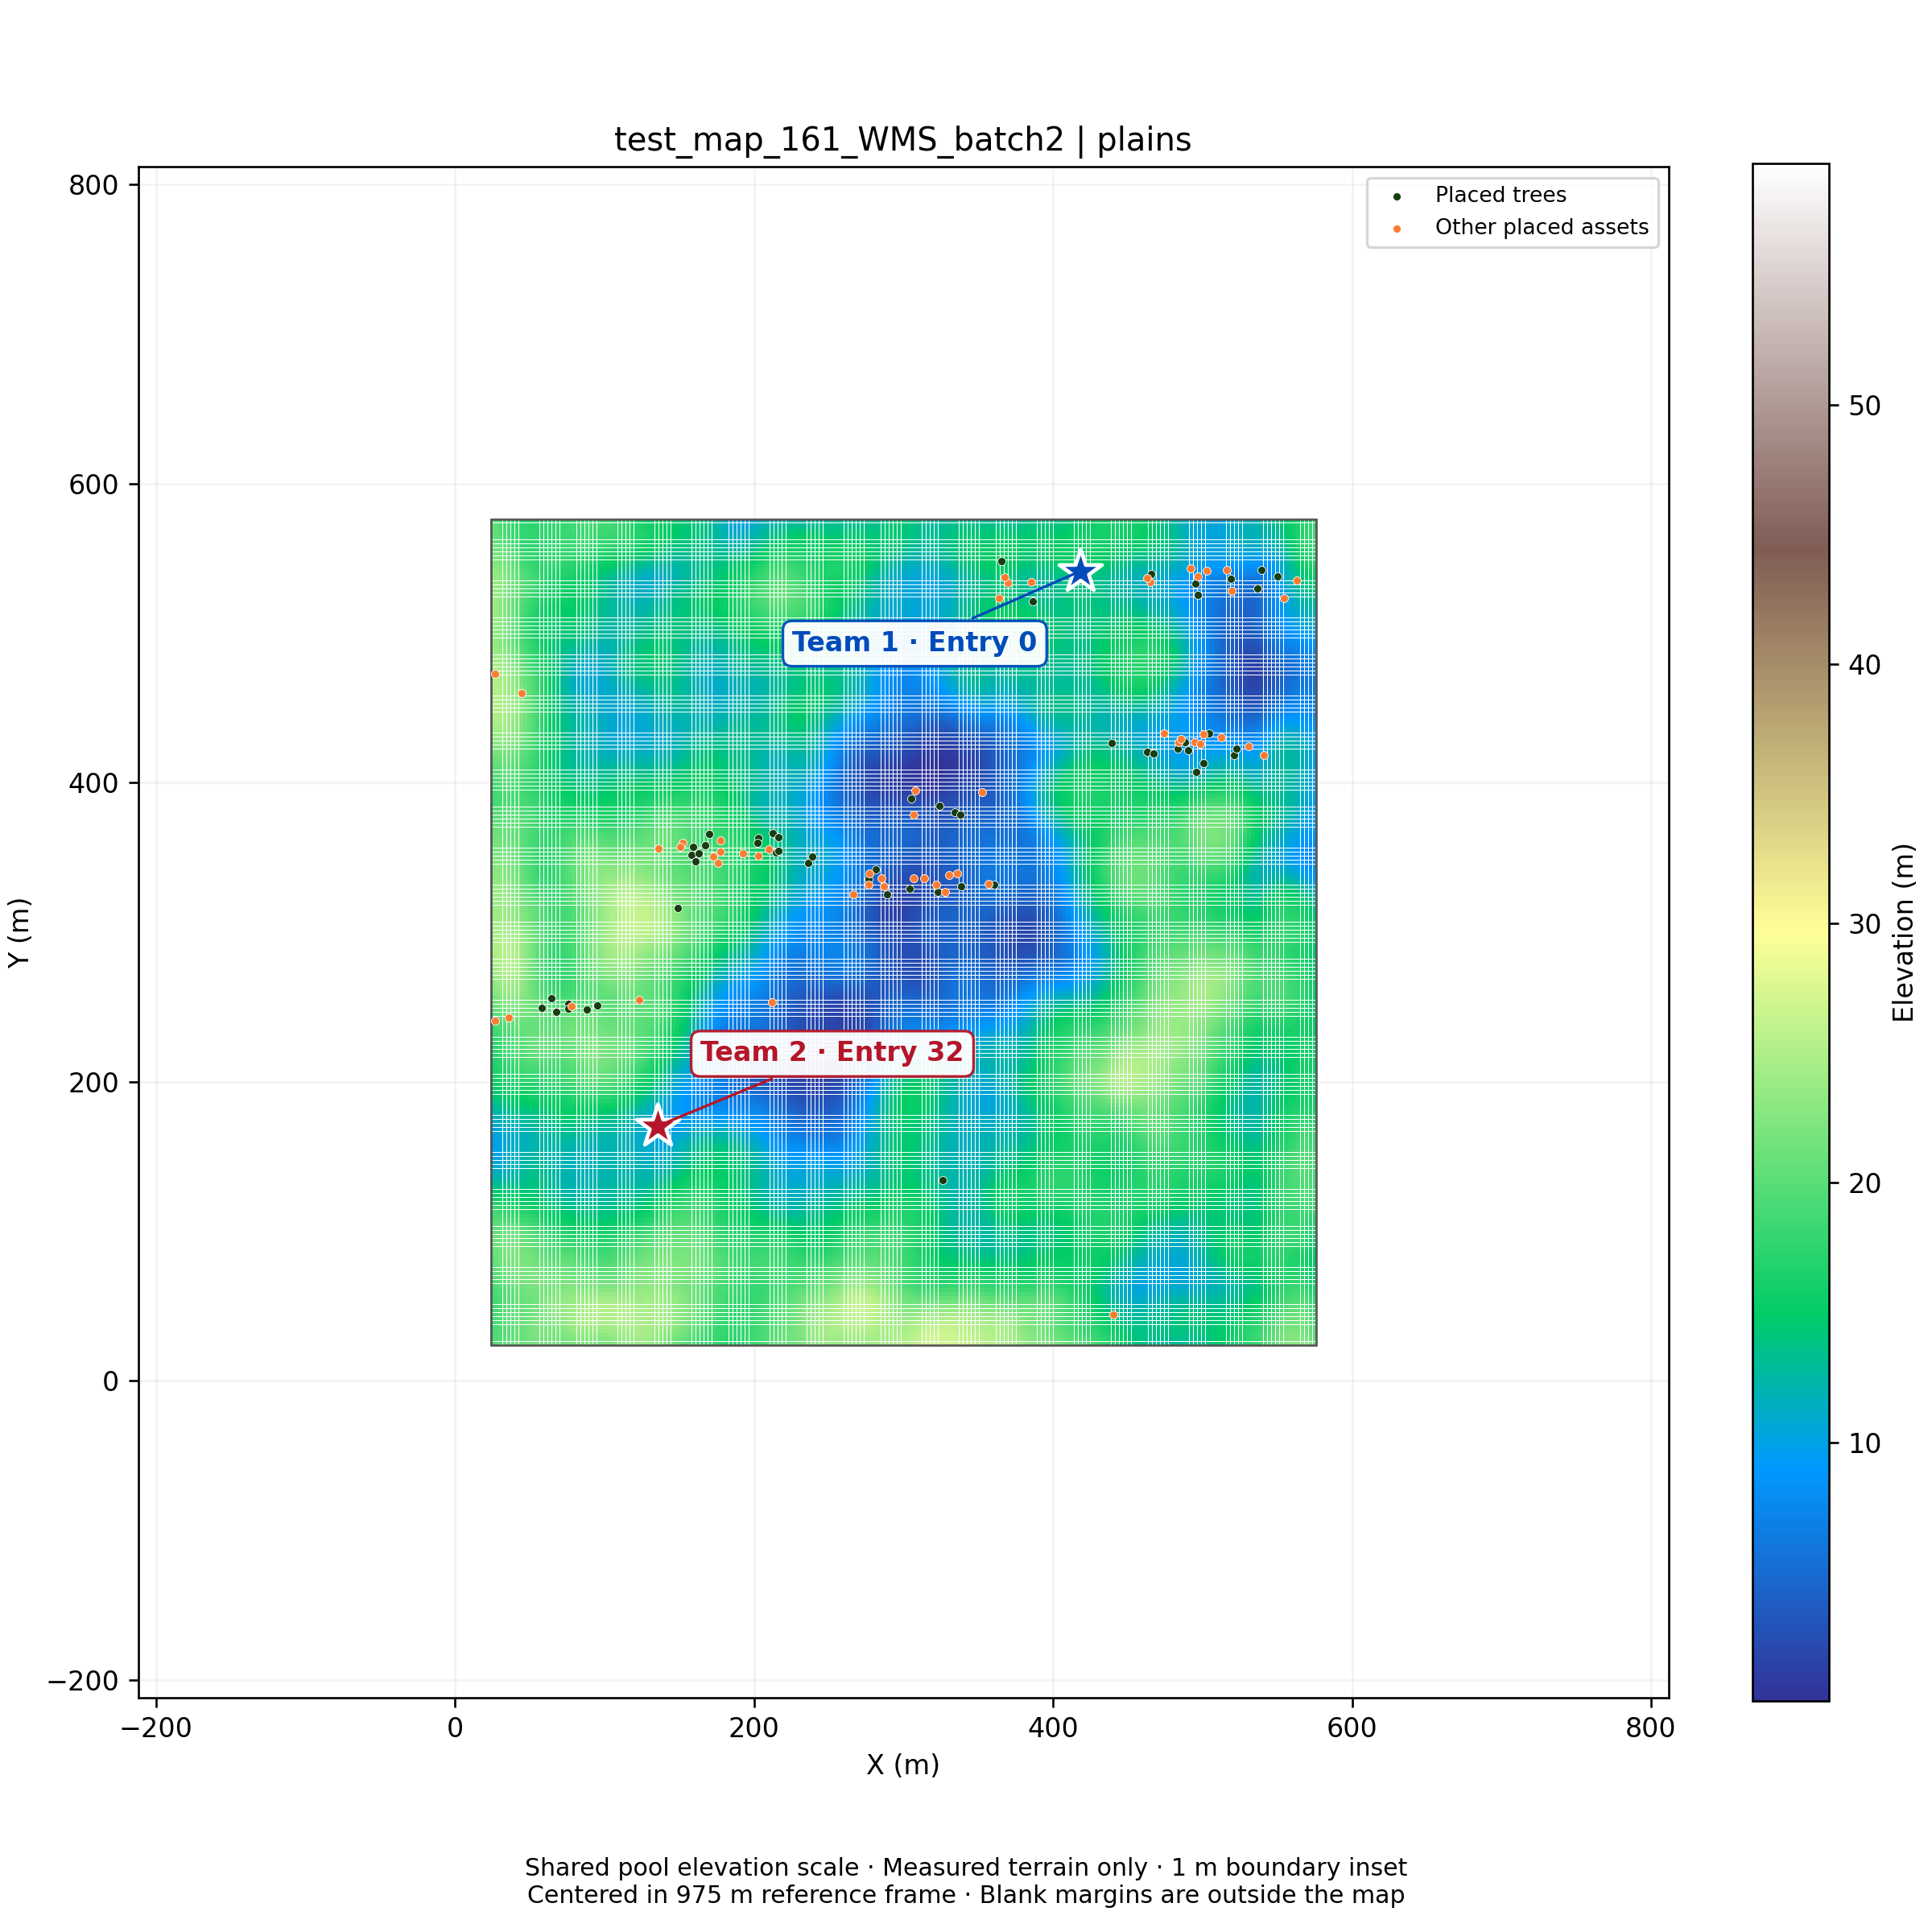 test_map_161_WMS_batch2 | plains
Placed trees
Other placed assets
800
600
400
200
0
−200
−200
0
200
400
600
800
X (m)
Y (m)
Team 1 · Entry 0
Team 2 · Entry 32
50
40
30
20
10
Elevation (m)
Shared pool elevation scale · Measured terrain only · 1 m boundary inset
Centered in 975 m reference frame · Blank margins are outside the map